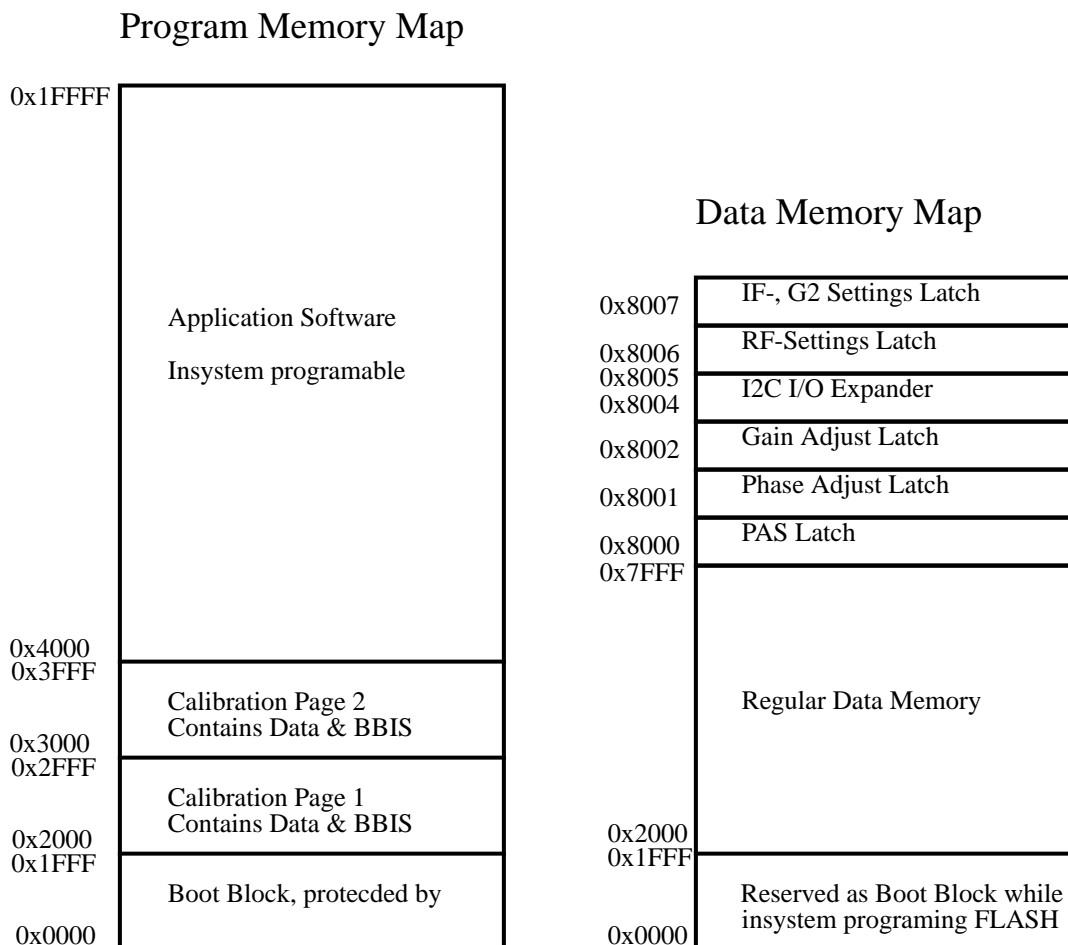 Program Memory Map
0x1FFFF
Application Software
Insystem programable
0x4000
0x3FFF
Calibration Page 2
Contains Data & BBIS
0x3000
0x2FFF
Calibration Page 1
Contains Data & BBIS
0x2000
0x1FFF
Boot Block, protecded by
0x0000
Data Memory Map
0x8007
IF-, G2 Settings Latch
0x8006
RF-Settings Latch
0x8005
0x8004
I2C I/O Expander
0x8002
Gain Adjust Latch
0x8001
Phase Adjust Latch
0x8000
PAS Latch
0x7FFF
Regular Data Memory
0x2000
0x1FFF
Reserved as Boot Block while
insystem programing FLASH
0x0000